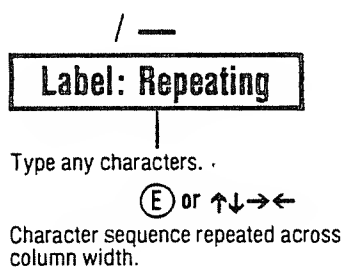 / —
Label: Repeating
Type any characters.
Ⓔ or ↑↓→←
Character sequence repeated across
column width.